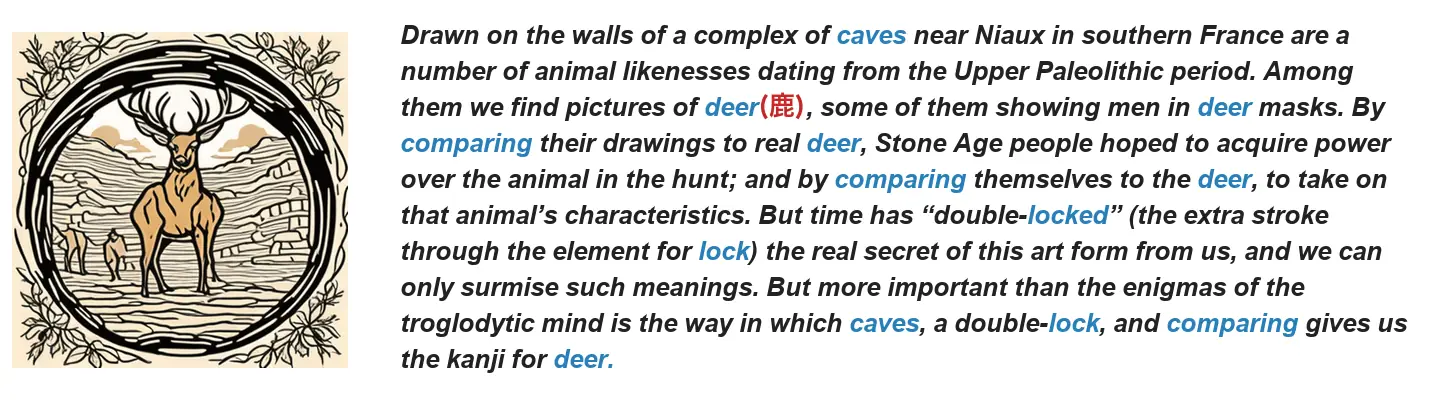 Drawn on the walls of a complex of caves near Niaux in southern France are a
number of animal likenesses dating from the Upper Paleolithic period. Among
them we find pictures of deer(鹿), some of them showing men in deer masks. By
comparing their drawings to real deer, Stone Age people hoped to acquire power
over the animal in the hunt; and by comparing themselves to the deer, to take on
that animal’s characteristics. But time has “double-locked” (the extra stroke
through the element for lock) the real secret of this art form from us, and we can
only surmise such meanings. But more important than the enigmas of the
troglodytic mind is the way in which caves, a double-lock, and comparing gives us
the kanji for deer.